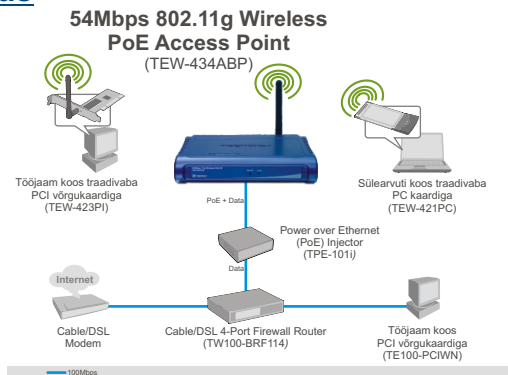 54Mbps 802.11g Wireless
PoE Access Point
(TEW-434ABP)
Tööjaam koos traadivaba
PCI võrgukaardiga
(TEW-423PI)
Sülearvuti koos traadivaba
PC kaardiga
(TEW-421PC)
PoE + Data
Power over Ethernet
(PoE) Injector
(TPE-101i)
Data
Internet
Cable/DSL
Modem
Cable/DSL 4-Port Firewall Router
(TW100-BRF114)
Tööjaam koos
PCI võrgukaardiga
(TE100-PCIWN)
100Mbps